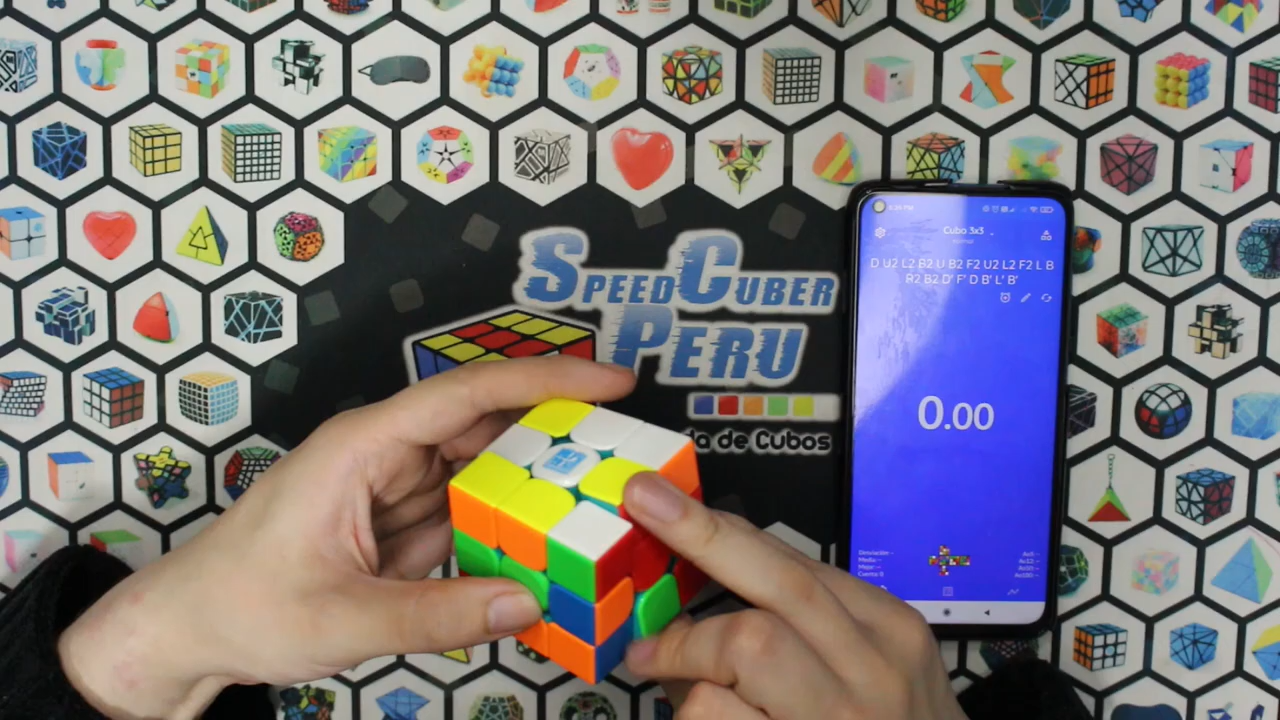 SPEEDCUBER
PERU
da de Cubos
Cubo 3x3
D U2 L2 B2 U B2 F2 U2 L2 F2 L B
R2 B2 D' F' D B' L' B'
0.00